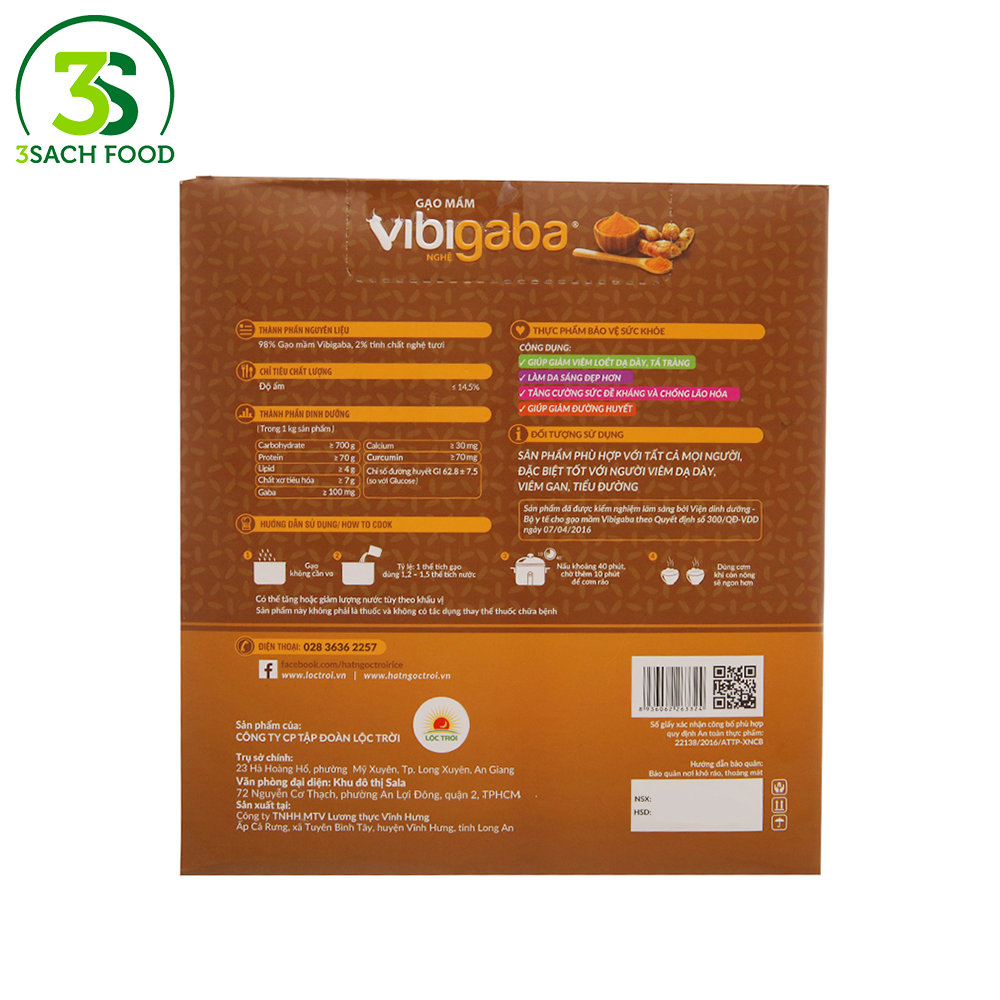 3S
3SACH FOOD
GẠO MẦM
Vibigaba®
NGHỆ
THÀNH PHẦN NGUYÊN LIỆU
98% Gạo mầm Vibigaba, 2% tinh chất nghệ tươi
CHỈ TIÊU CHẤT LƯỢNG
Độ ẩm ≤ 14,5%
THÀNH PHẦN DINH DƯỠNG
(Trong 1 kg sản phẩm)
Carbohydrate ≥ 700 g
Protein ≥ 70 g
Lipid ≥ 4 g
Chất xơ tiêu hóa ≥ 7 g
Gaba ≥ 100 mg
Calcium ≥ 30 mg
Curcumin ≥ 70 mg
Chỉ số đường huyết GI 62.8 ± 7.5
(so với Glucose)
THỰC PHẨM BẢO VỆ SỨC KHỎE
CÔNG DỤNG:
✓ GIÚP GIẢM VIÊM LOÉT DẠ DÀY, TÁ TRÀNG
✓ LÀM DA SÁNG ĐẸP HƠN
✓ TĂNG CƯỜNG SỨC ĐỀ KHÁNG VÀ CHỐNG LÃO HÓA
✓ GIÚP GIẢM ĐƯỜNG HUYẾT
ĐỐI TƯỢNG SỬ DỤNG
SẢN PHẨM PHÙ HỢP VỚI TẤT CẢ MỌI NGƯỜI,
ĐẶC BIỆT TỐT VỚI NGƯỜI VIÊM DẠ DÀY,
VIÊM GAN, TIỂU ĐƯỜNG
Sản phẩm đã được kiểm nghiệm lâm sàng bởi Viện dinh dưỡng -
Bộ y tế cho gạo mầm Vibigaba theo Quyết định số 300/QĐ-VDD
ngày 07/04/2016
HƯỚNG DẪN SỬ DỤNG/ HOW TO COOK
1
Gạo
không cần vo
2
Tỷ lệ: 1 thể tích gạo
dùng 1,2 – 1,5 thể tích nước
3
Nấu khoảng 40 phút,
chờ thêm 10 phút
để cơm ráo
4
Dùng cơm
khi còn nóng
sẽ ngon hơn
Có thể tăng hoặc giảm lượng nước tùy theo khẩu vị
Sản phẩm này không phải là thuốc và không có tác dụng thay thế thuốc chữa bệnh
ĐIỆN THOẠI: 028 3636 2257
facebook.com/hatngoctroirice
www.loctroi.vn | www.hatngoctroi.vn
Sản phẩm của:
CÔNG TY CP TẬP ĐOÀN LỘC TRỜI
LỘC TRỜI
Trụ sở chính:
23 Hà Hoàng Hổ, phường Mỹ Xuyên, Tp. Long Xuyên, An Giang
Văn phòng đại diện: Khu đô thị Sala
72 Nguyễn Cơ Thạch, phường An Lợi Đông, quận 2, TPHCM
Sản xuất tại:
Công ty TNHH MTV Lương thực Vĩnh Hưng
Ấp Cả Rưng, xã Tuyên Bình Tây, huyện Vĩnh Hưng, tỉnh Long An
8 936062 263324
Số giấy xác nhận công bố phù hợp
quy định An toàn thực phẩm:
22138/2016/ATTP-XNCB
Hướng dẫn bảo quản:
Bảo quản nơi khô ráo, thoáng mát
NSX:
HSD: